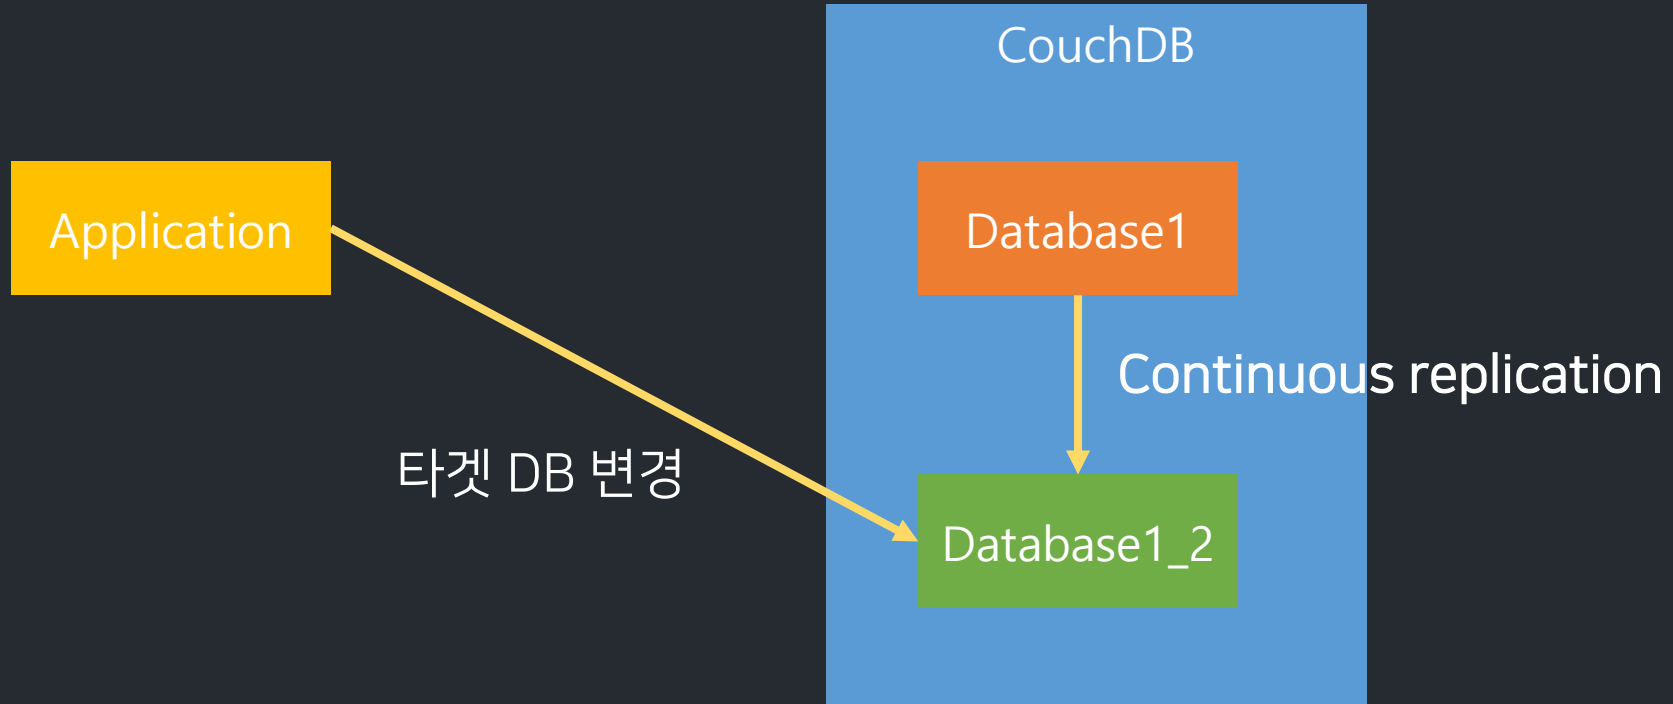 CouchDB
Application
Database1
Continuous replication
타겟 DB 변경
Database1_2